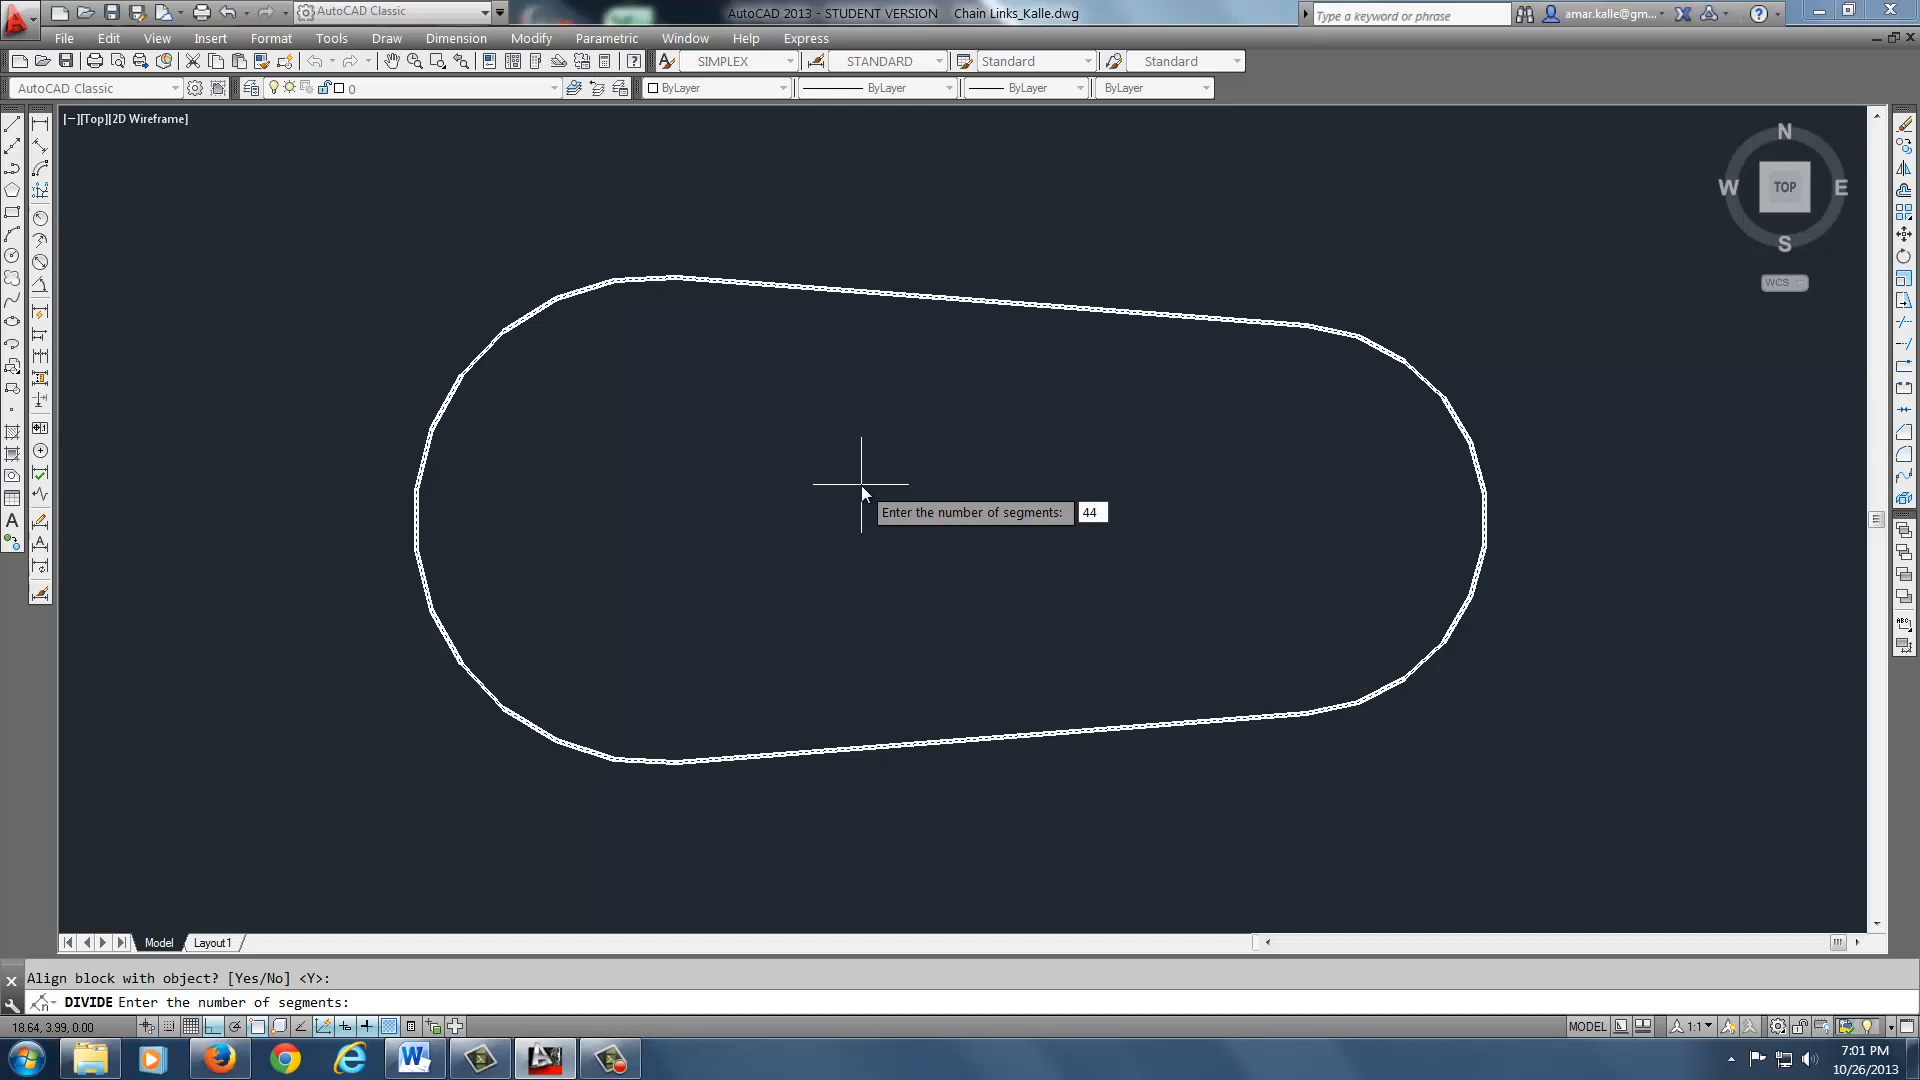 AutoCAD Classic
AutoCAD 2013 - STUDENT VERSION Chain Links_Kalle.dwg
Type a keyword or phrase
amar.kalle@gm...
File Edit View Insert Format Tools Draw Dimension Modify Parametric Window Help Express
SIMPLEX STANDARD Standard Standard
AutoCAD Classic 0 ByLayer ByLayer ByLayer ByLayer
[−][Top][2D Wireframe]
N
W TOP E
S
WCS
Enter the number of segments: 44
Model Layout1
Align block with object? [Yes/No] <Y>:
DIVIDE Enter the number of segments:
18.64, 3.99, 0.00
MODEL 1:1
7:01 PM
10/26/2013